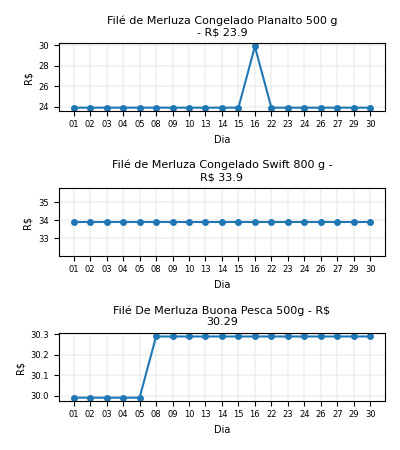 Filé de Merluza Congelado Planalto 500 g
- R$ 23.9
30
28
26
24
R$
01 02 03 04 05 08 09 10 13 14 15 16 22 23 24 26 27 29 30
Dia
Filé de Merluza Congelado Swift 800 g -
R$ 33.9
35
34
33
R$
01 02 03 04 05 08 09 10 13 14 15 16 22 23 24 26 27 29 30
Dia
Filé De Merluza Buona Pesca 500g - R$
30.29
30.3
30.2
30.1
30.0
R$
01 02 03 04 05 08 09 10 13 14 15 16 22 23 24 26 27 29 30
Dia